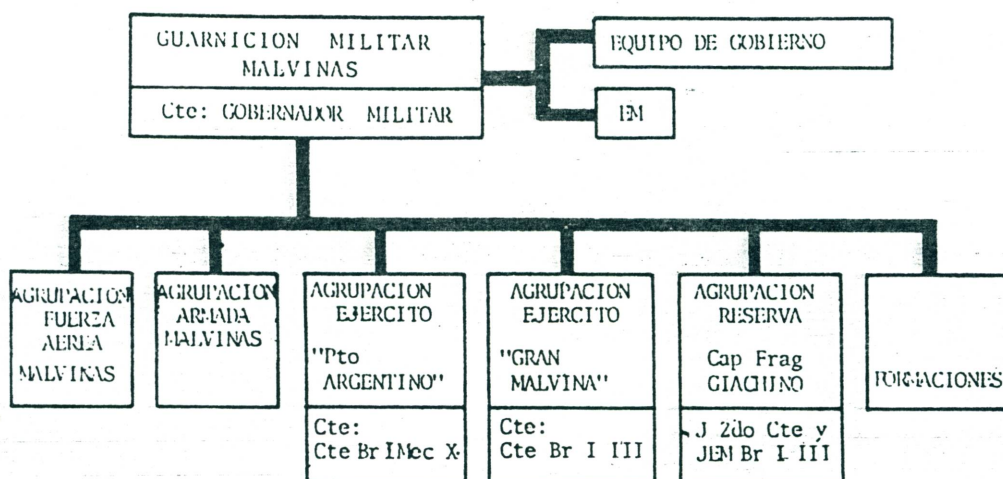 GUARNICION MILITAR
MALVINAS
Cte: GOBERNADOR MILITAR
EQUIPO DE GOBIERNO
EM
AGRUPACION
FUERZA
AEREA
MALVINAS
AGRUPACION
ARMADA
MALVINAS
AGRUPACION
EJERCITO
"Pto
ARGENTINO"
Cte:
Cte Br IMec X
AGRUPACION
EJERCITO
"GRAN
MALVINA"
Cte:
Cte Br I III
AGRUPACION
RESERVA
Cap Frag
GIACHINO
J 2do Cte y
JEM Br I III
FORMACIONES